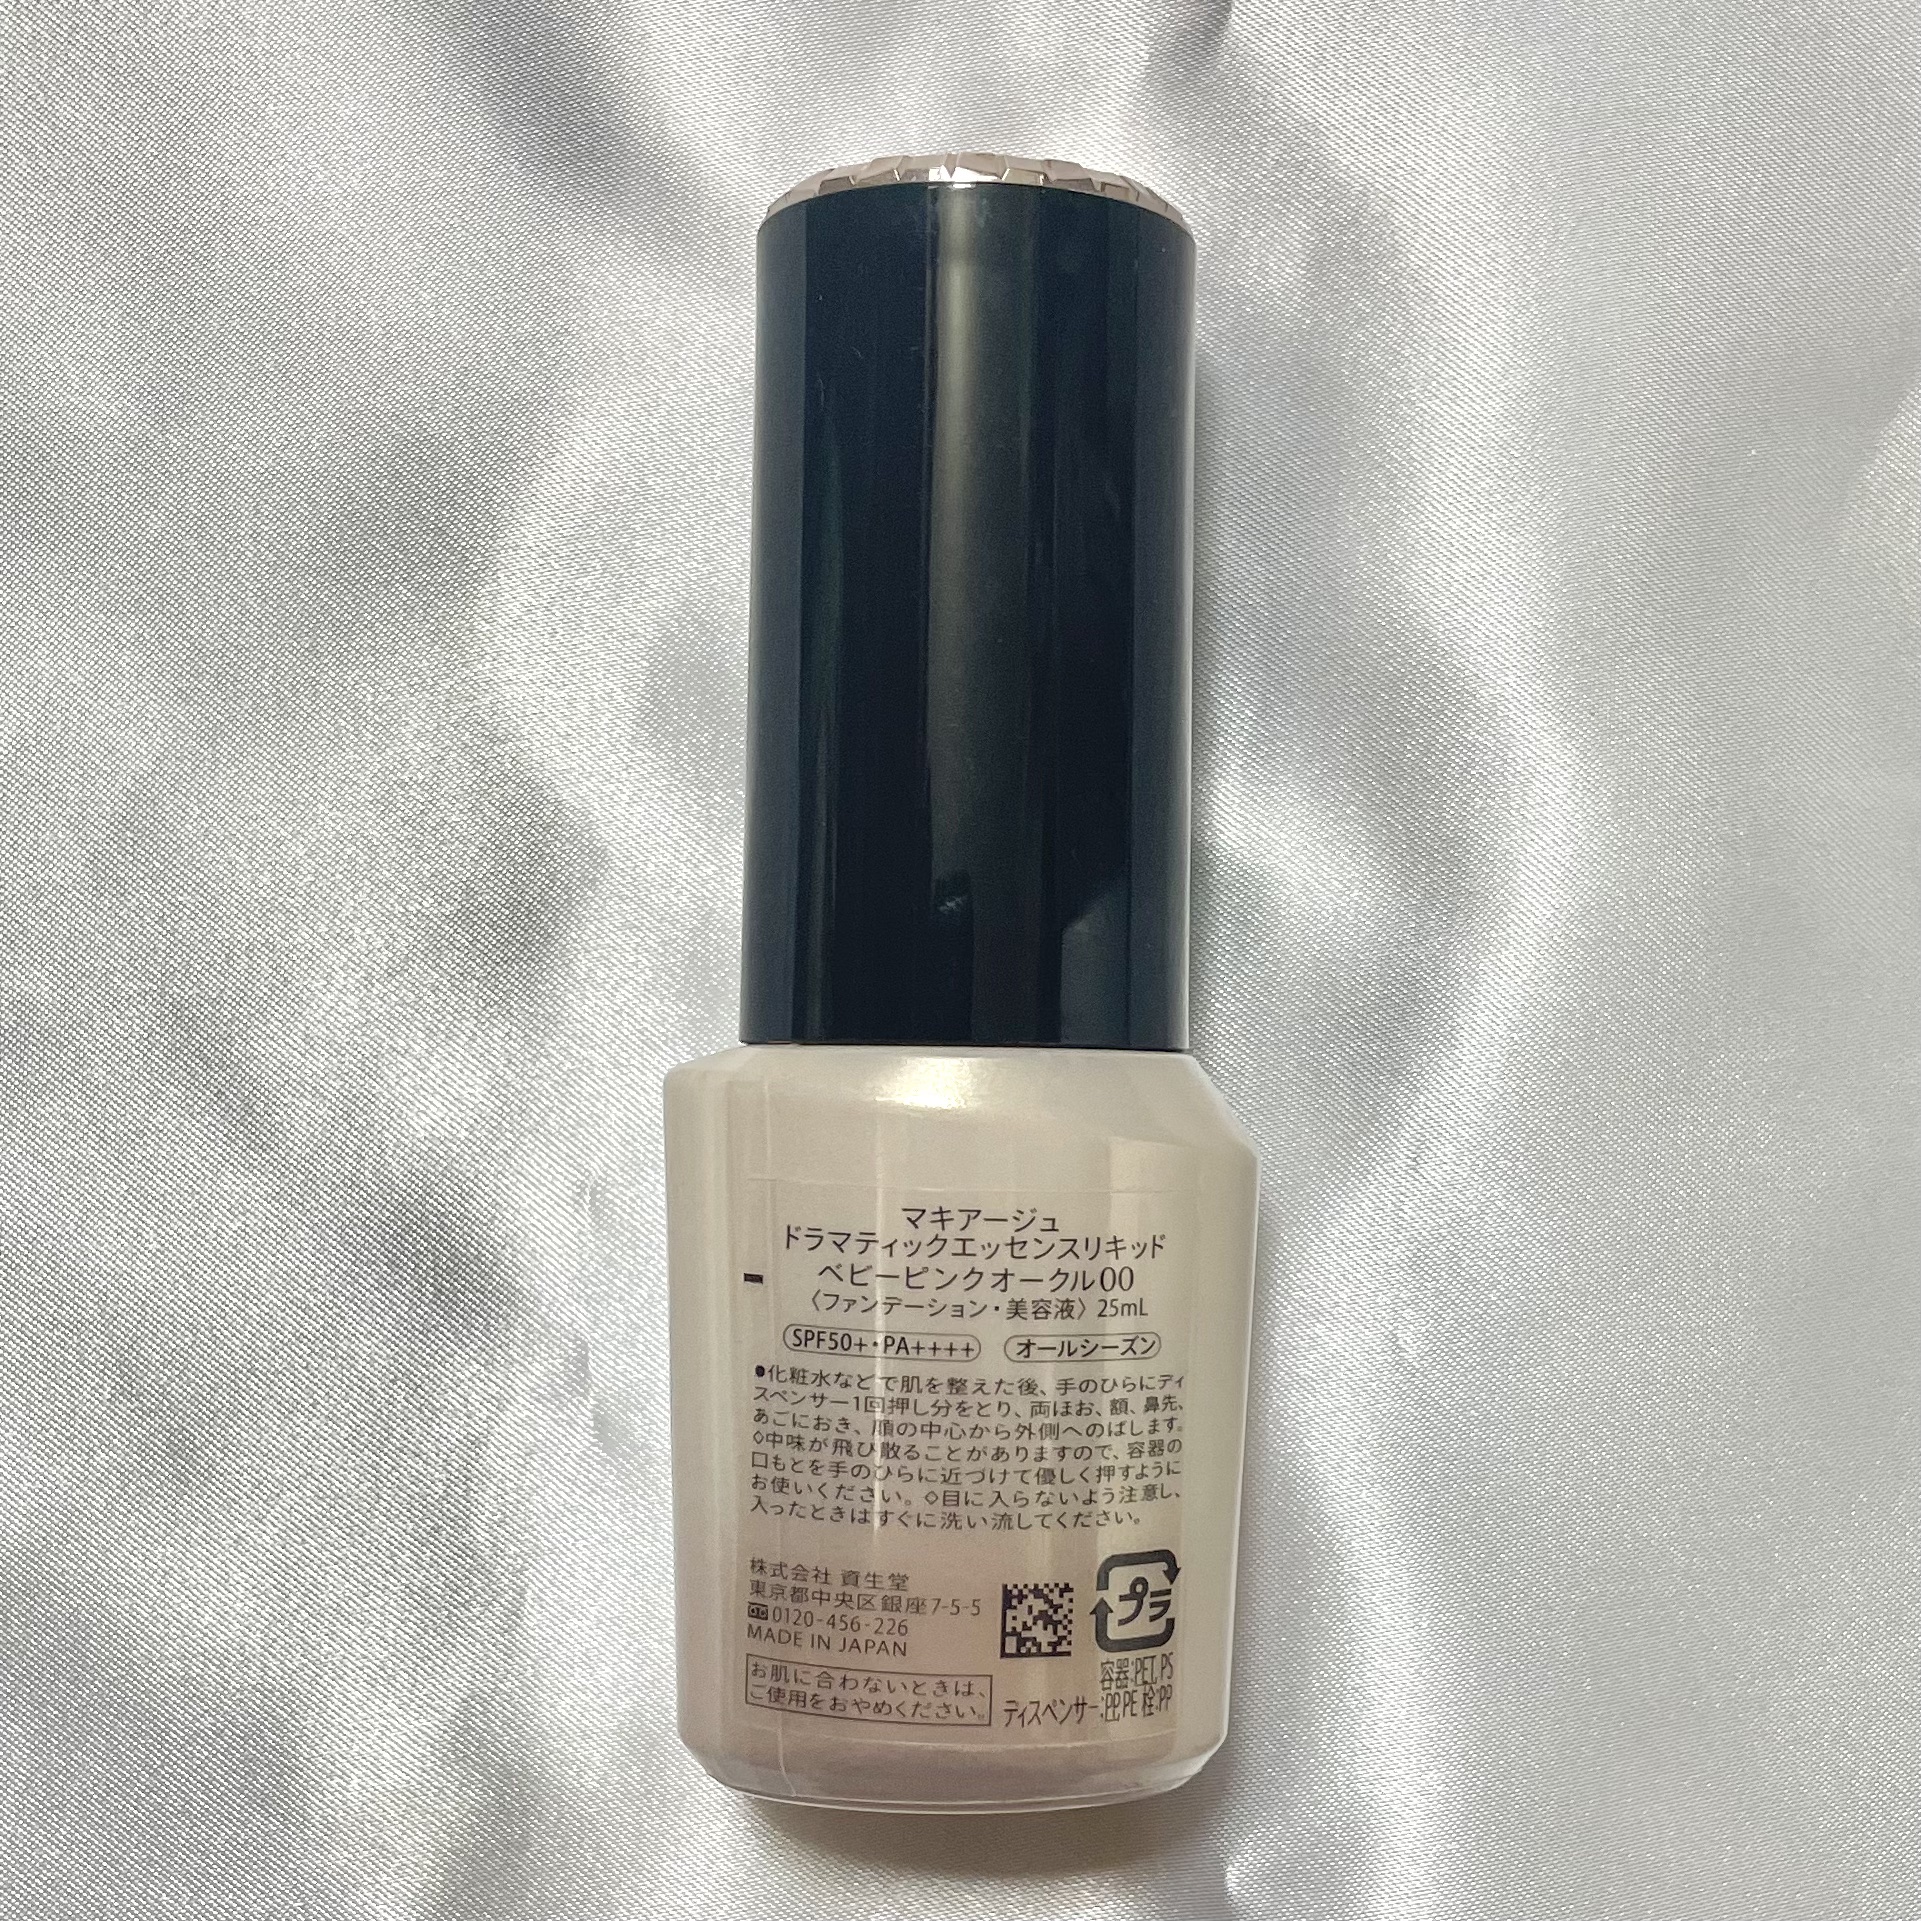 マキアージュ
ドラマティックエッセンスリキッド
ベビーピンクオークル00
〈ファンデーション・美容液〉25mL
SPF50+・PA++++ オールシーズン
●化粧水などで肌を整えた後、手のひらにディ
スペンサー1回押し分をとり、両ほお、額、鼻先、
あごにおき、顔の中心から外側へのばします。
◇中味が飛び散ることがありますので、容器の
口もとを手のひらに近づけて優しく押すように
お使いください。◇目に入らないよう注意し、
入ったときはすぐに洗い流してください。
株式会社 資生堂
東京都中央区銀座7-5-5
0120-456-226
MADE IN JAPAN
お肌に合わないときは、
ご使用をおやめください。
プラ
容器:PET, PS
ディスペンサー:PP, PE 栓:PP